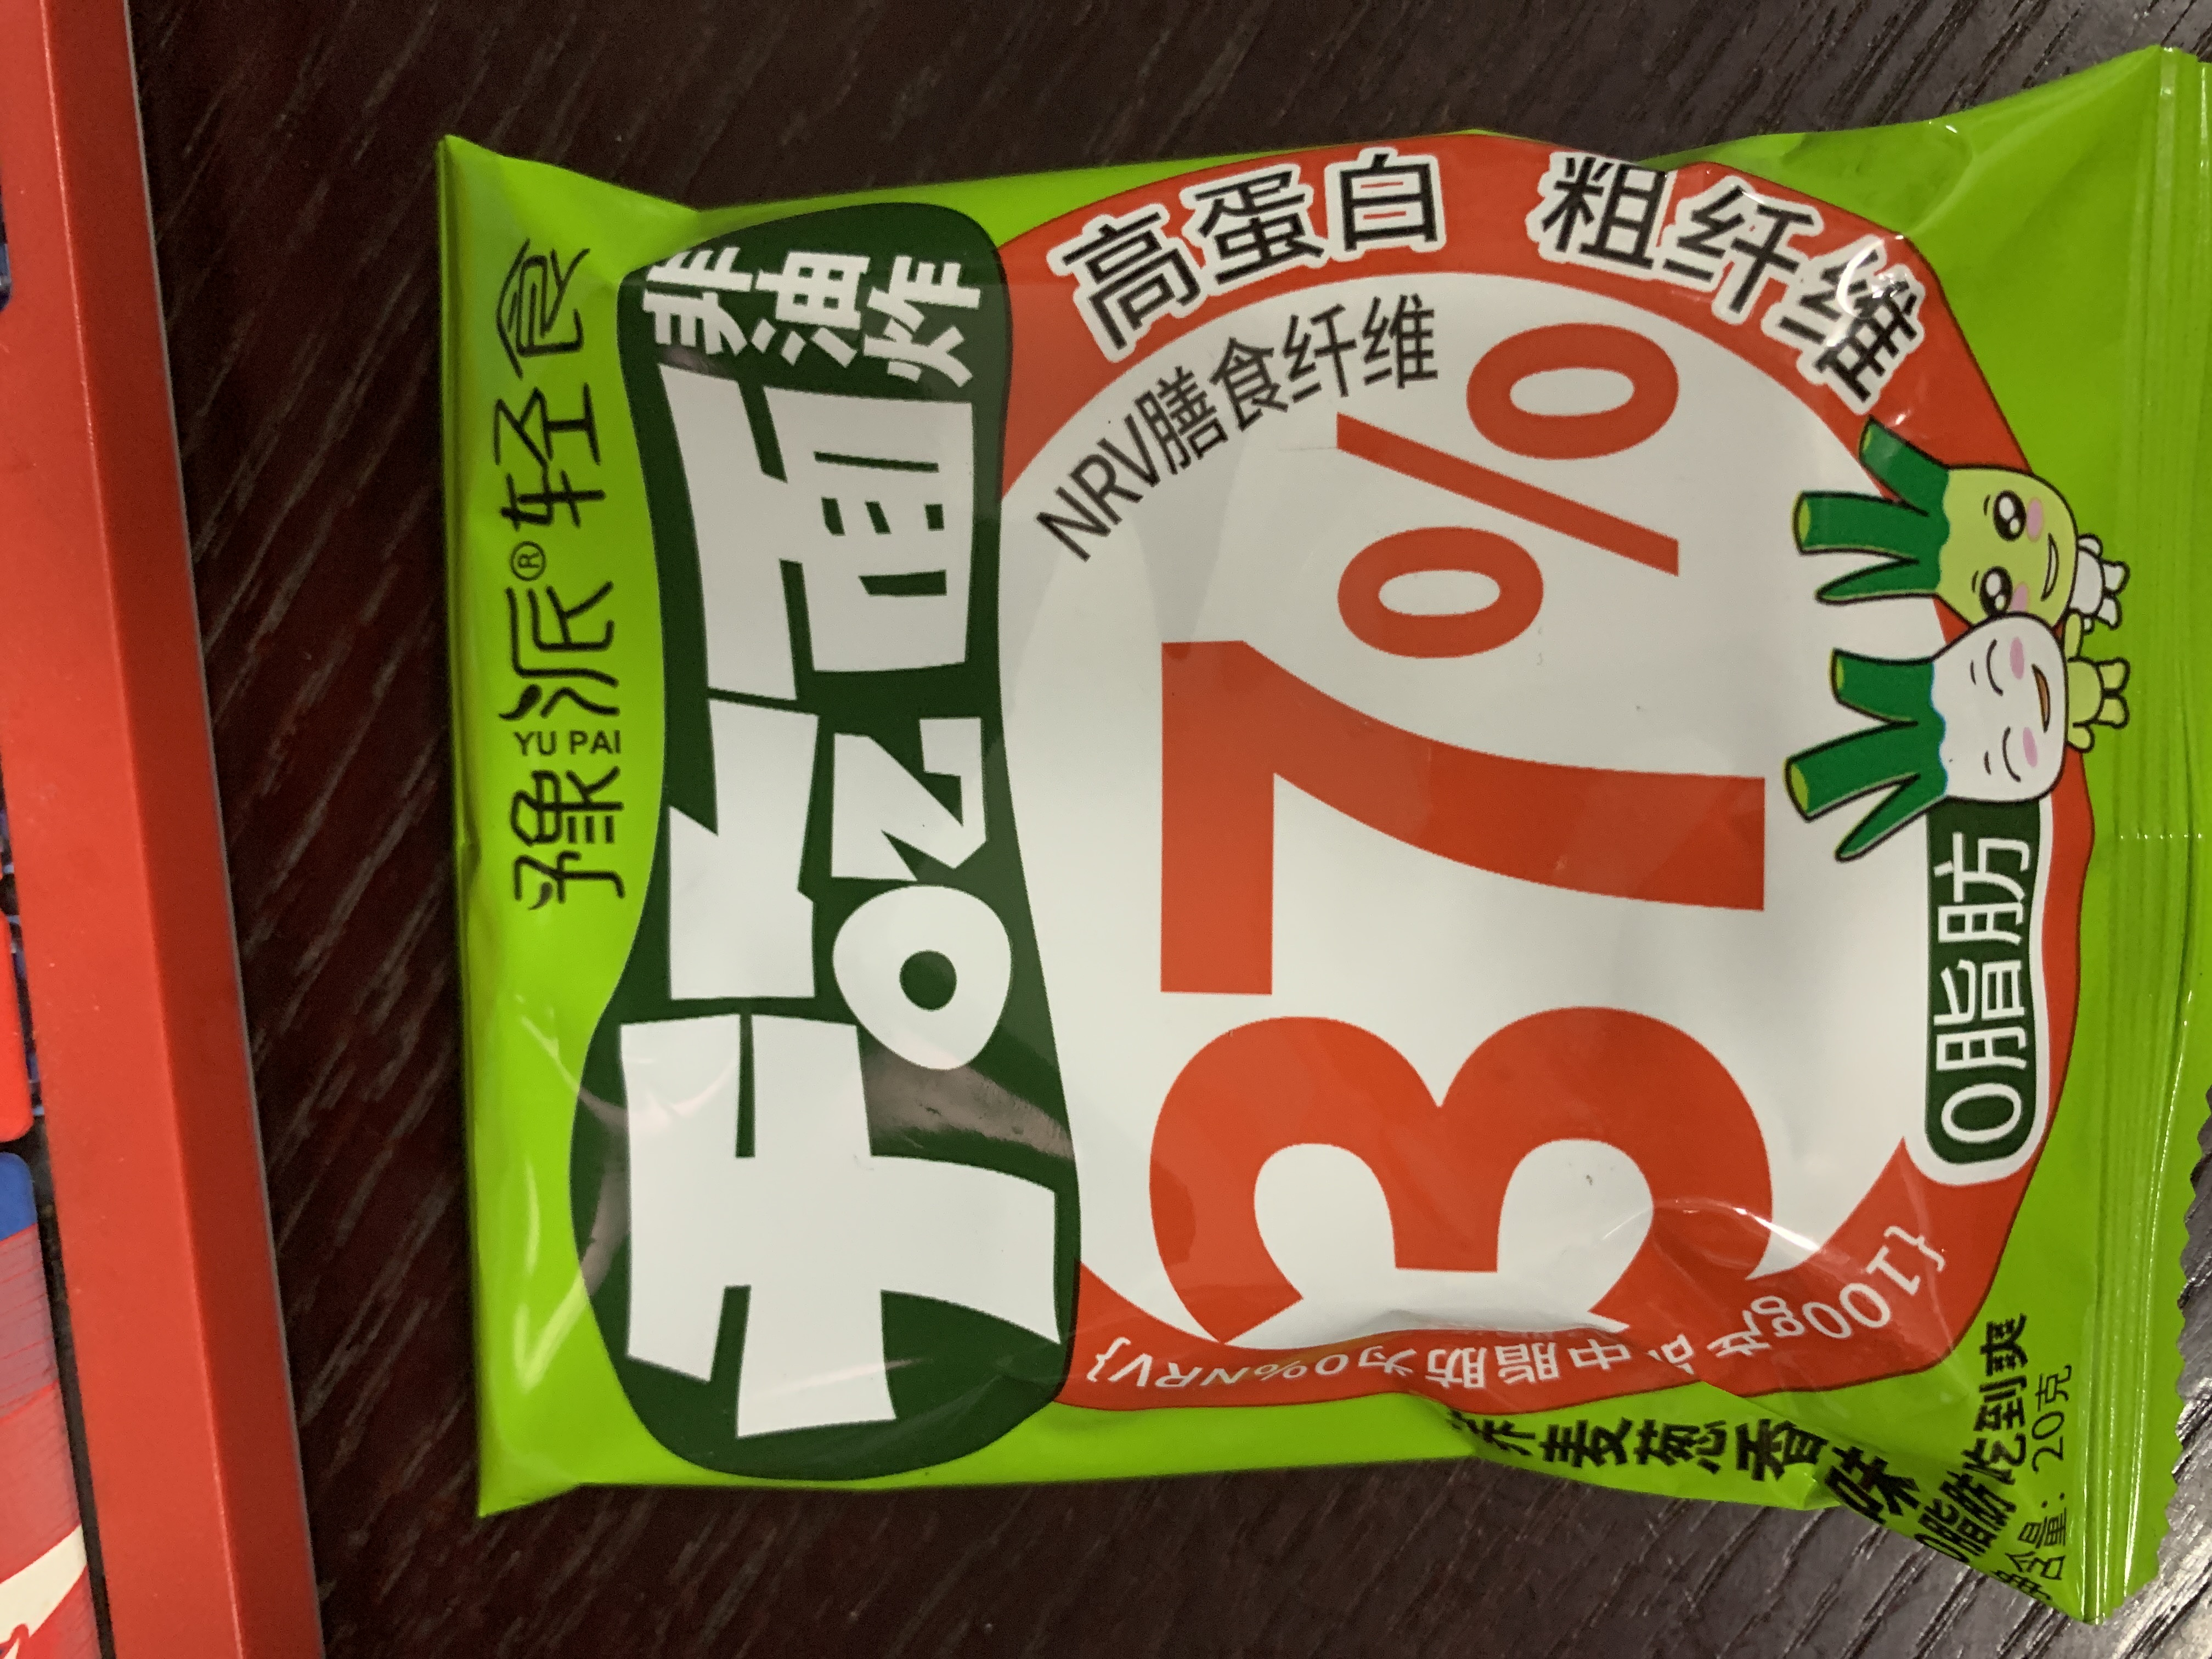 豫派®轻食
YU PAI
干吃面
非油炸
高蛋白 粗纤维
NRV膳食纤维
37%
0脂肪
{100g产品中脂肪为0%NRV}
荞麦葱香味
0脂肪吃到爽
净含量：20克